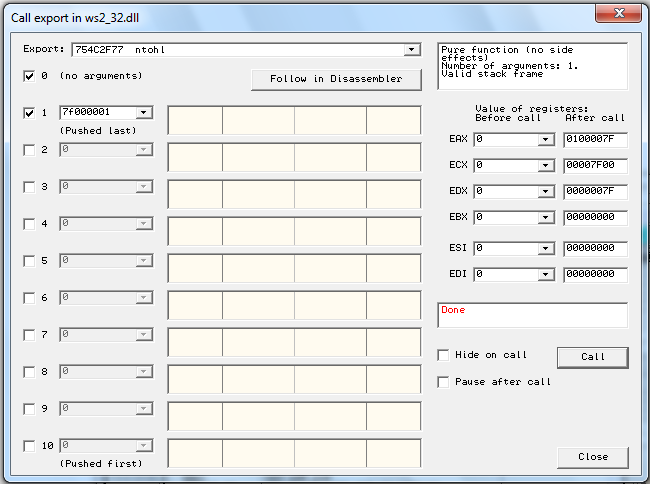 Call export in ws2_32.dll
Export: 754C2F77 ntohl
Pure function (no side
effects)
Number of arguments: 1.
Valid stack frame
0 (no arguments)
Follow in Disassembler
1 7f000001
(Pushed last)
2 0
3 0
4 0
5 0
6 0
7 0
8 0
9 0
10 0
(Pushed first)
Value of registers:
Before call After call
EAX 0 0100007F
ECX 0 00007F00
EDX 0 0000007F
EBX 0 00000000
ESI 0 00000000
EDI 0 00000000
Done
Hide on call
Call
Pause after call
Close